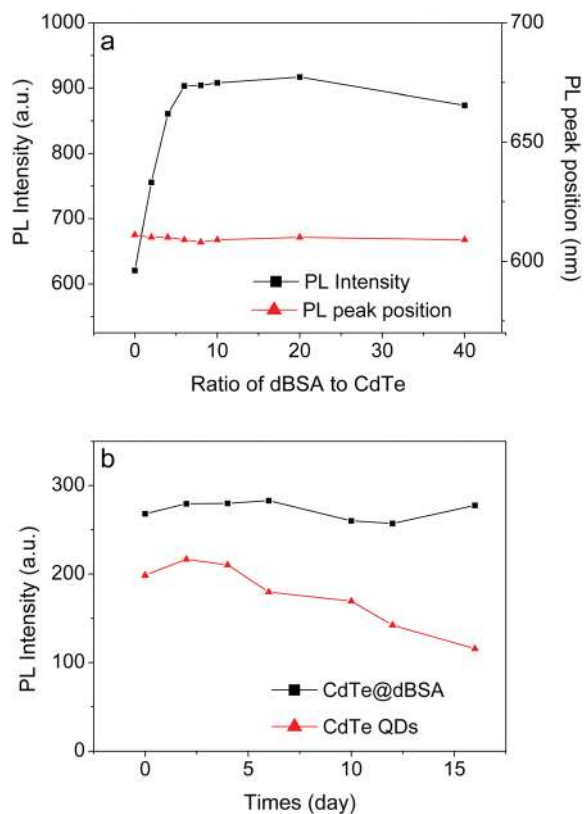 a
1000
900
800
700
600
PL Intensity (a.u.)
700
650
600
PL peak position (nm)
PL Intensity
PL peak position
0 10 20 30 40
Ratio of dBSA to CdTe
b
300
200
100
0
PL Intensity (a.u.)
CdTe@dBSA
CdTe QDs
0 5 10 15
Times (day)